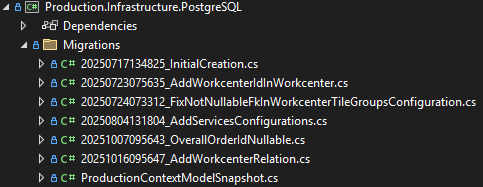 Production.Infrastructure.PostgreSQL
Dependencies
Migrations
20250717134825_InitialCreation.cs
20250723075635_AddWorkcenterIdInWorkcenter.cs
20250724073312_FixNotNullableFkInWorkcenterTileGroupsConfiguration.cs
20250804131804_AddServicesConfigurations.cs
20251007095643_OverallOrderIdNullable.cs
20251016095647_AddWorkcenterRelation.cs
ProductionContextModelSnapshot.cs